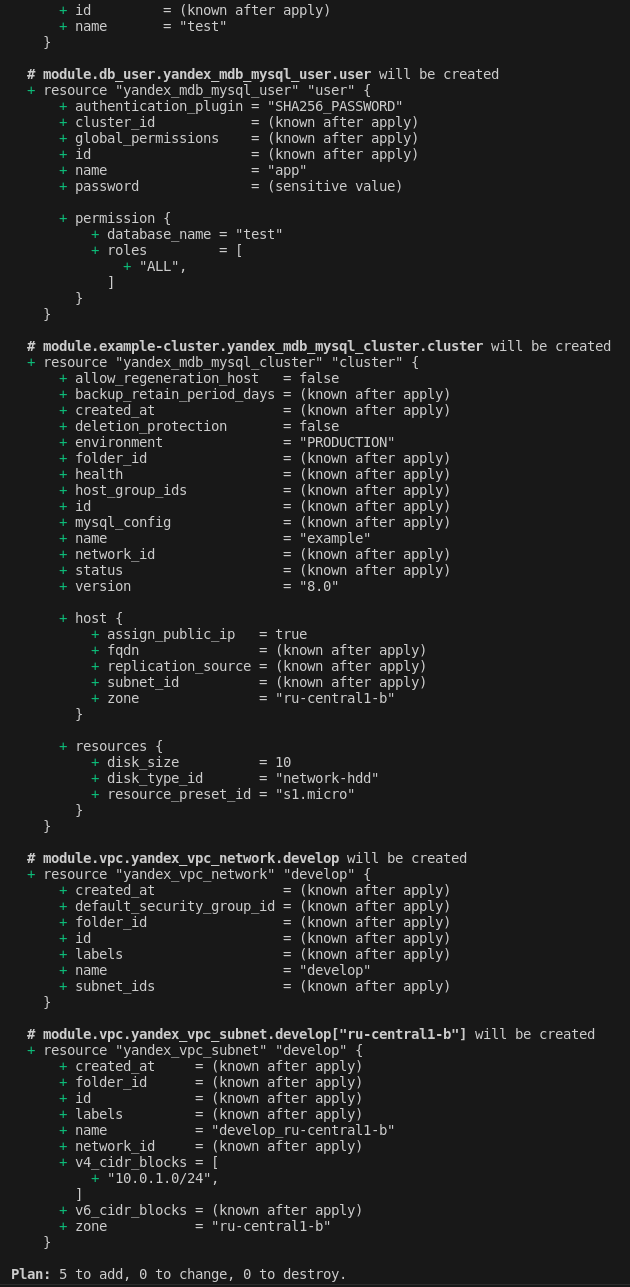 + id         = (known after apply)
      + name       = "test"
    }

  # module.db_user.yandex_mdb_mysql_user.user will be created
  + resource "yandex_mdb_mysql_user" "user" {
      + authentication_plugin = "SHA256_PASSWORD"
      + cluster_id            = (known after apply)
      + global_permissions    = (known after apply)
      + id                    = (known after apply)
      + name                  = "app"
      + password              = (sensitive value)

      + permission {
          + database_name = "test"
          + roles         = [
              + "ALL",
            ]
        }
    }

  # module.example-cluster.yandex_mdb_mysql_cluster.cluster will be created
  + resource "yandex_mdb_mysql_cluster" "cluster" {
      + allow_regeneration_host   = false
      + backup_retain_period_days = (known after apply)
      + created_at                = (known after apply)
      + deletion_protection       = false
      + environment               = "PRODUCTION"
      + folder_id                 = (known after apply)
      + health                    = (known after apply)
      + host_group_ids            = (known after apply)
      + id                        = (known after apply)
      + mysql_config              = (known after apply)
      + name                      = "example"
      + network_id                = (known after apply)
      + status                    = (known after apply)
      + version                   = "8.0"

      + host {
          + assign_public_ip   = true
          + fqdn               = (known after apply)
          + replication_source = (known after apply)
          + subnet_id          = (known after apply)
          + zone               = "ru-central1-b"
        }

      + resources {
          + disk_size          = 10
          + disk_type_id       = "network-hdd"
          + resource_preset_id = "s1.micro"
        }
    }

  # module.vpc.yandex_vpc_network.develop will be created
  + resource "yandex_vpc_network" "develop" {
      + created_at                = (known after apply)
      + default_security_group_id = (known after apply)
      + folder_id                 = (known after apply)
      + id                        = (known after apply)
      + labels                    = (known after apply)
      + name                      = "develop"
      + subnet_ids                = (known after apply)
    }

  # module.vpc.yandex_vpc_subnet.develop["ru-central1-b"] will be created
  + resource "yandex_vpc_subnet" "develop" {
      + created_at     = (known after apply)
      + folder_id      = (known after apply)
      + id             = (known after apply)
      + labels         = (known after apply)
      + name           = "develop_ru-central1-b"
      + network_id     = (known after apply)
      + v4_cidr_blocks = [
          + "10.0.1.0/24",
        ]
      + v6_cidr_blocks = (known after apply)
      + zone           = "ru-central1-b"
    }

Plan: 5 to add, 0 to change, 0 to destroy.